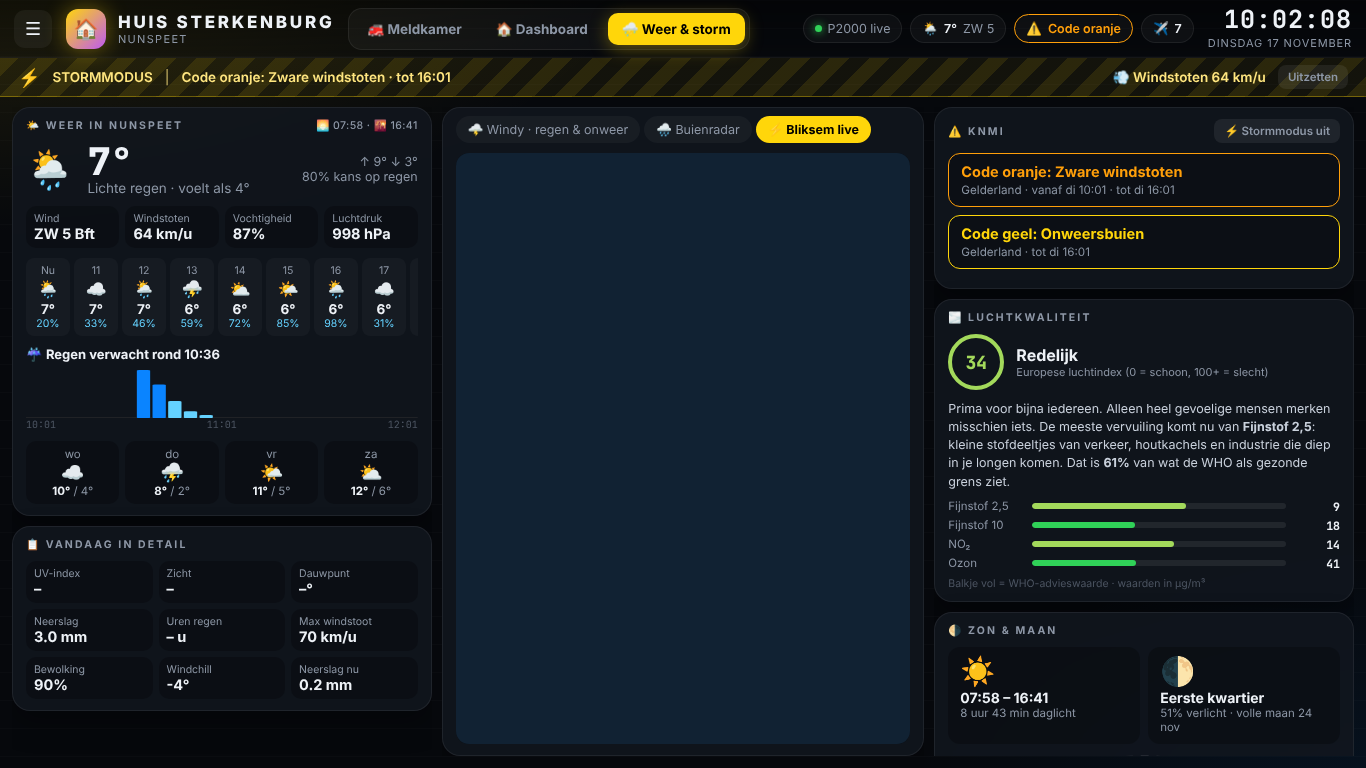 HUIS STERKENBURG
NUNSPEET
Meldkamer
Dashboard
Weer & storm
P2000 live
7° ZW 5
Code oranje
7
10:02:08
DINSDAG 17 NOVEMBER
STORMMODUS | Code oranje: Zware windstoten · tot 16:01
Windstoten 64 km/u
Uitzetten
WEER IN NUNSPEET
07:58 · 16:41
7°
Lichte regen · voelt als 4°
↑ 9° ↓ 3°
80% kans op regen
Wind
ZW 5 Bft
Windstoten
64 km/u
Vochtigheid
87%
Luchtdruk
998 hPa
Nu 11 12 13 14 15 16 17
7° 7° 7° 6° 6° 6° 6° 6°
20% 33% 46% 59% 72% 85% 98% 31%
Regen verwacht rond 10:36
10:01 11:01 12:01
wo do vr za
10° / 4° 8° / 2° 11° / 5° 12° / 6°
VANDAAG IN DETAIL
UV-index
–
Zicht
–
Dauwpunt
–°
Neerslag
3.0 mm
Uren regen
– u
Max windstoot
70 km/u
Bewolking
90%
Windchill
-4°
Neerslag nu
0.2 mm
Windy · regen & onweer
Buienradar
Bliksem live
KNMI
Stormmodus uit
Code oranje: Zware windstoten
Gelderland · vanaf di 10:01 · tot di 16:01
Code geel: Onweersbuien
Gelderland · tot di 16:01
LUCHTKWALITEIT
34
Redelijk
Europese luchtindex (0 = schoon, 100+ = slecht)
Prima voor bijna iedereen. Alleen heel gevoelige mensen merken
misschien iets. De meeste vervuiling komt nu van Fijnstof 2,5:
kleine stofdeeltjes van verkeer, houtkachels en industrie die diep
in je longen komen. Dat is 61% van wat de WHO als gezonde
grens ziet.
Fijnstof 2,5 9
Fijnstof 10 18
NO₂ 14
Ozon 41
Balkje vol = WHO-advieswaarde · waarden in µg/m³
ZON & MAAN
07:58 – 16:41
8 uur 43 min daglicht
Eerste kwartier
51% verlicht · volle maan 24
nov